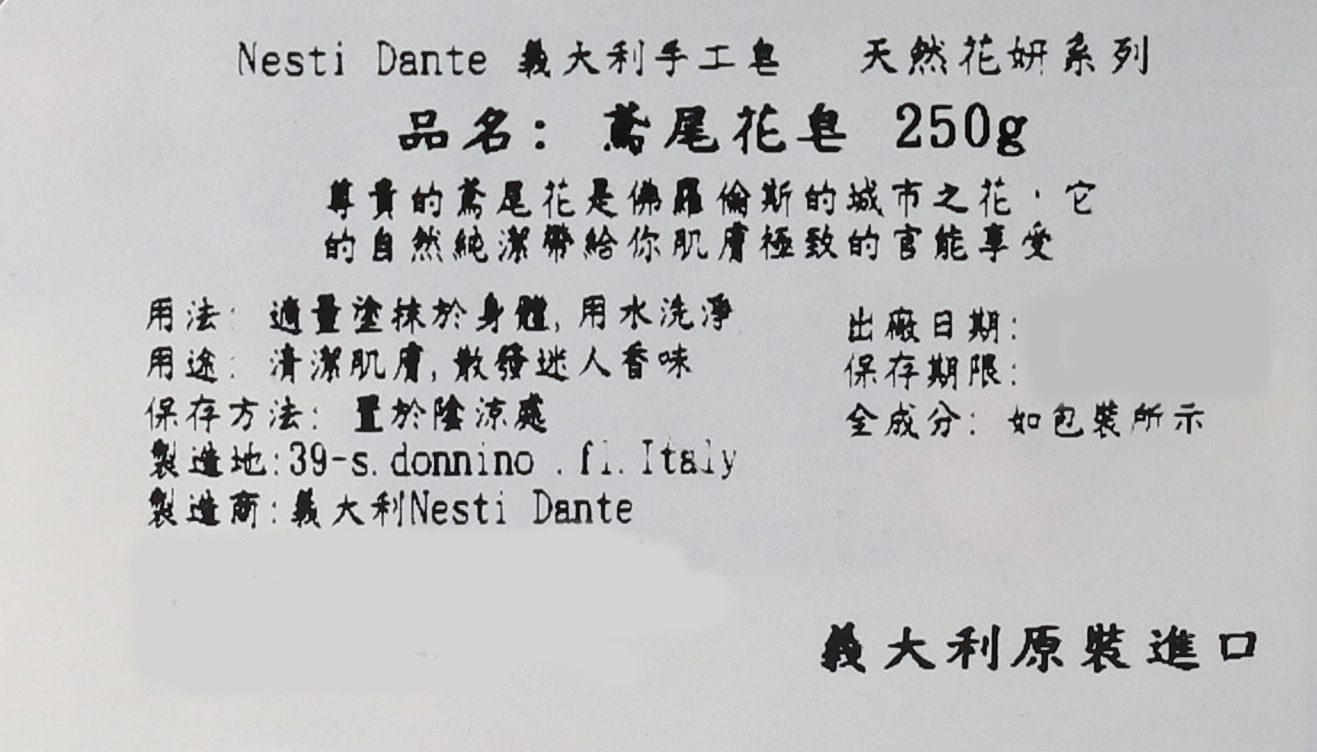 Nesti Dante 義大利手工皂 天然花妍系列
品名: 鳶尾花皂 250g
尊貴的鳶尾花是佛羅倫斯的城市之花，它
的自然純潔帶給你肌膚極致的官能享受
用法: 適量塗抹於身體,用水洗淨
用途: 清潔肌膚,散發迷人香味
保存方法: 置於陰涼處
製造地:39-s.donnino .fl.Italy
製造商:義大利Nesti Dante
出廠日期:
保存期限:
全成分: 如包裝所示
義大利原裝進口